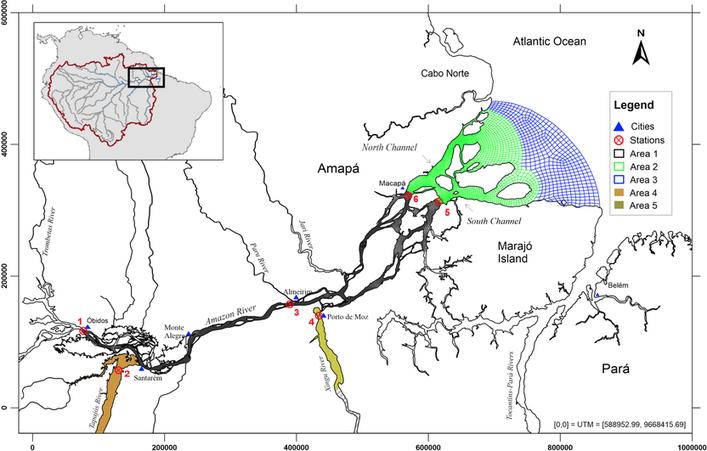 6000000
400000
200000
0
0
200000
400000
600000
800000
1000000
Atlantic Ocean
N
Cabo Norte
Legend
Cities
Stations
Area 1
Area 2
Area 3
Area 4
Area 5
North Channel
Amapá
Macapá
6
5
South Channel
Marajó
Island
Trombetas River
Paru River
Jari River
Almeirim
3
Amazon River
4
Porto de Moz
Belém
1
Óbidos
Monte
Alegre
2
Santarém
Tapajós River
Xingu River
Tocantins-Pará Rivers
Pará
[0,0] = UTM = [588952.99, 9668415.69]